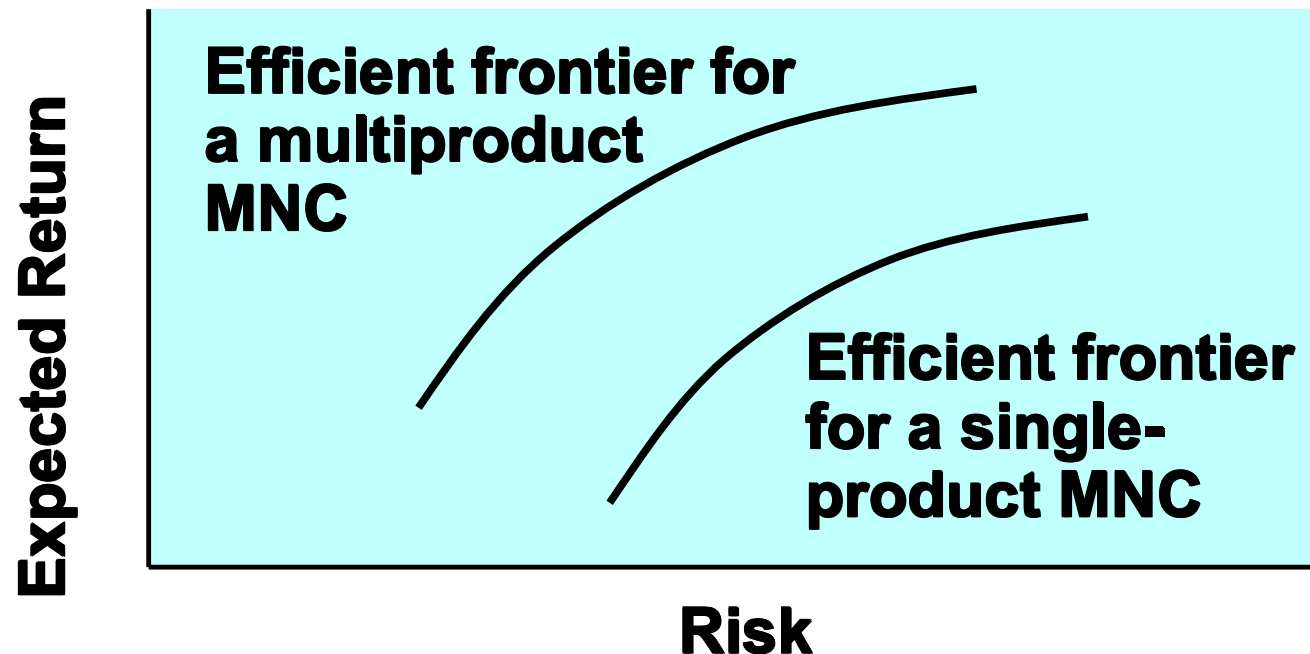 Expected Return
Efficient frontier for
a multiproduct
MNC
Efficient frontier
for a single-
product MNC
Risk